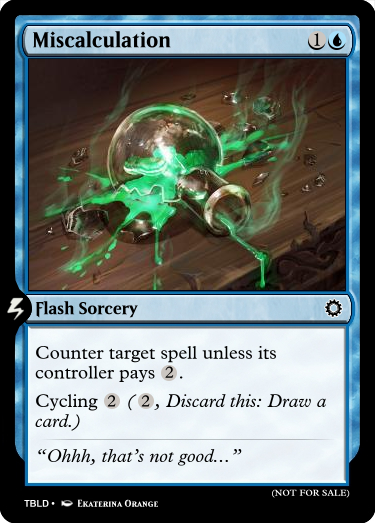 Miscalculation 1
Flash Sorcery
Counter target spell unless its
controller pays 2.
Cycling 2 (2, Discard this: Draw a
card.)
“Ohhh, that’s not good…”
(NOT FOR SALE)
TBLD • Ekaterina Orange